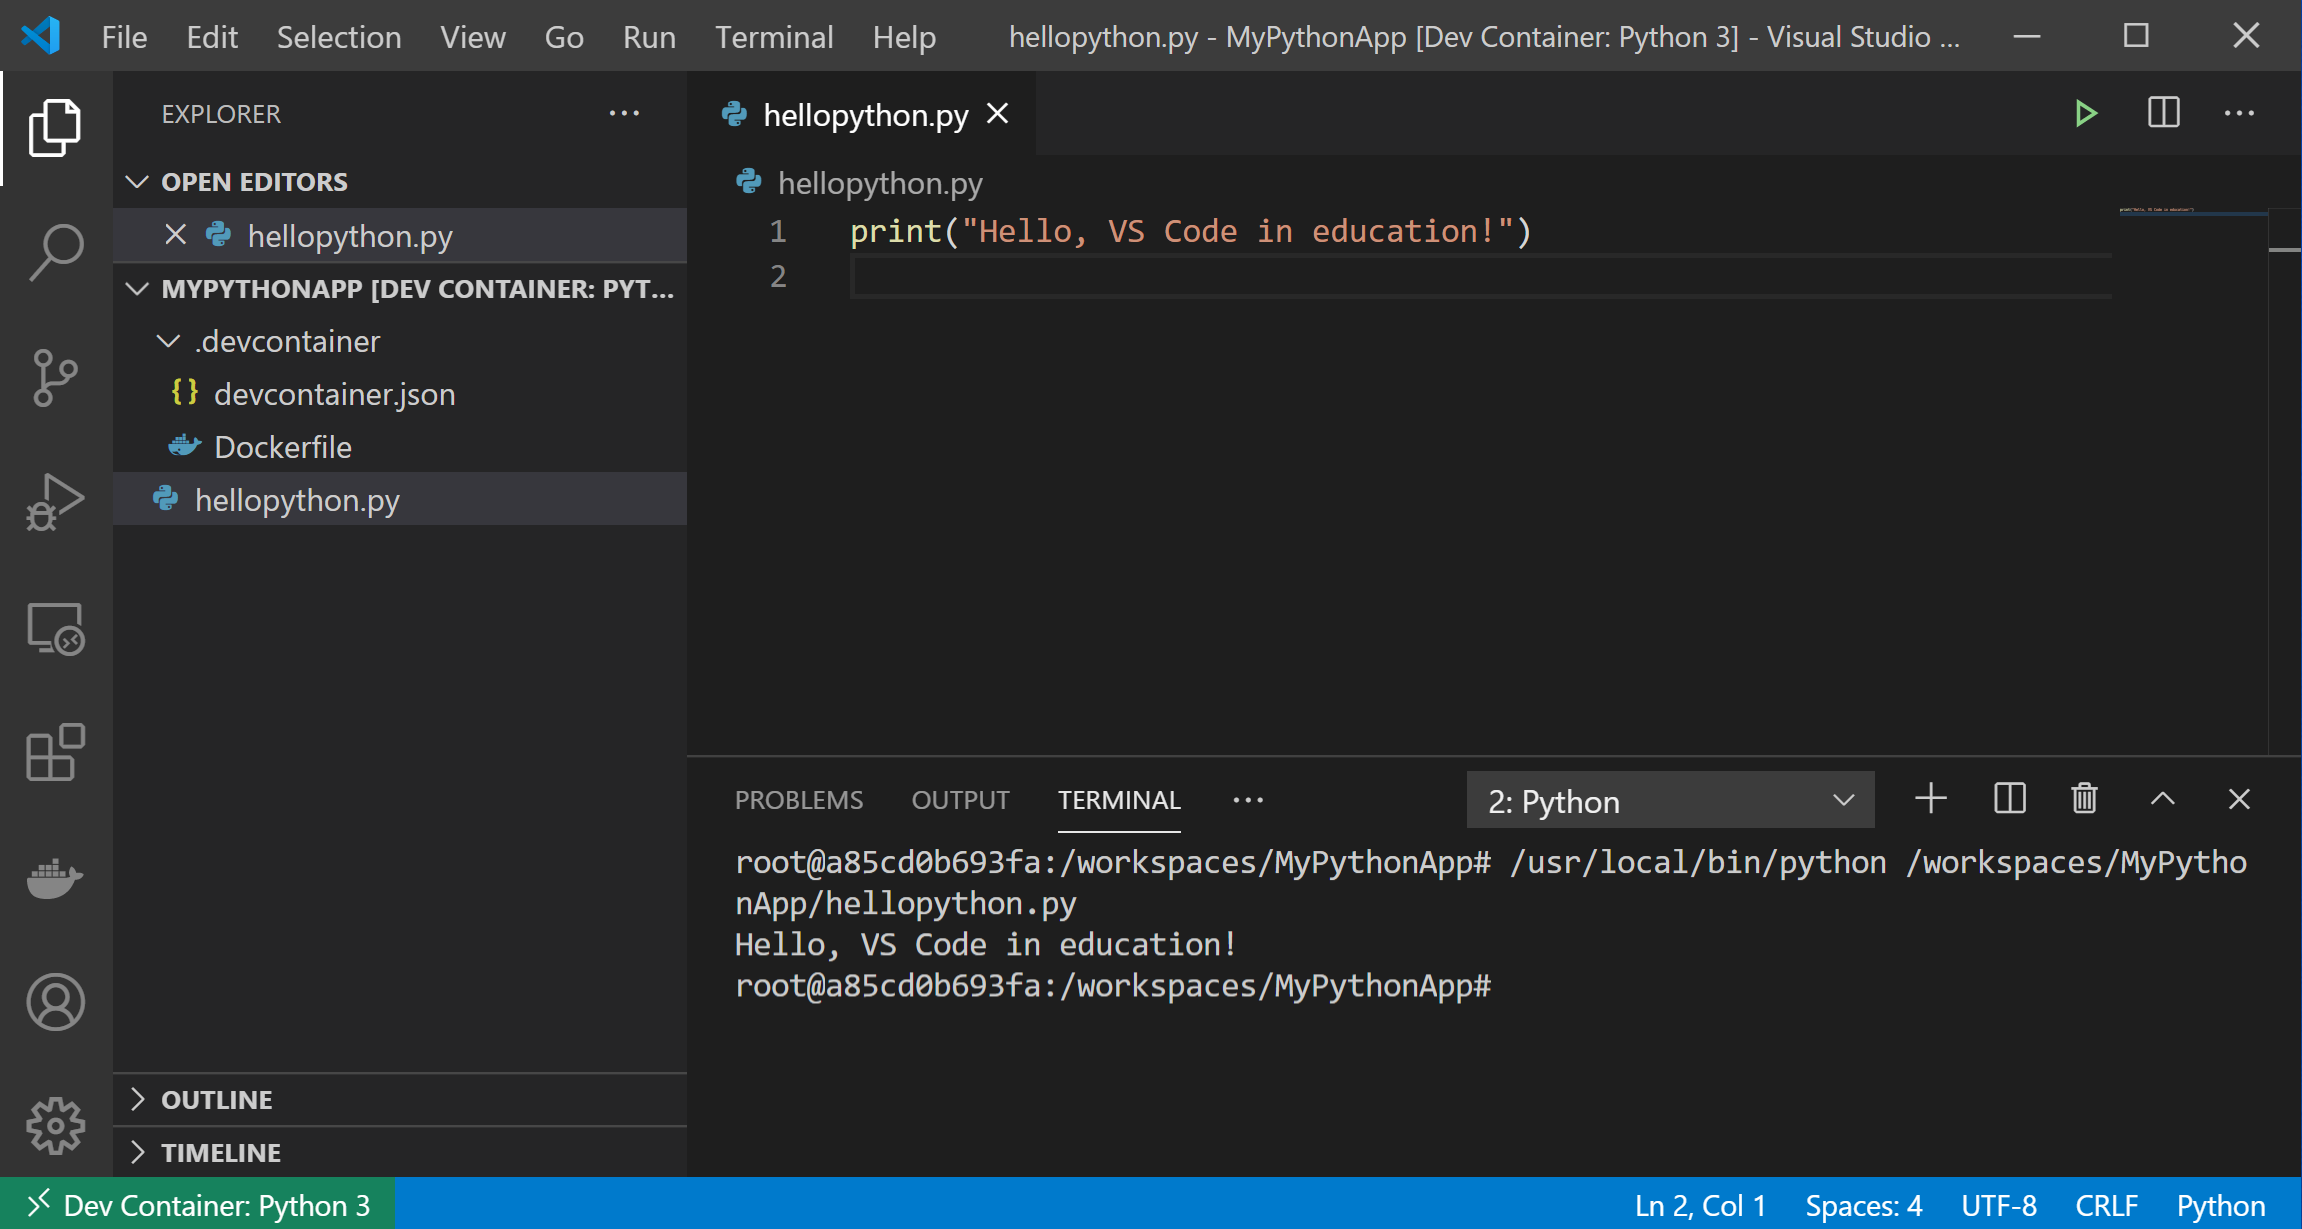 File Edit Selection View Go Run Terminal Help hellopython.py - MyPythonApp [Dev Container: Python 3] - Visual Studio ...
EXPLORER
OPEN EDITORS
hellopython.py
MYPYTHONAPP [DEV CONTAINER: PYT...
.devcontainer
{} devcontainer.json
Dockerfile
hellopython.py
OUTLINE
TIMELINE
hellopython.py
hellopython.py
1 print("Hello, VS Code in education!")
2
PROBLEMS OUTPUT TERMINAL 2: Python
root@a85cd0b693fa:/workspaces/MyPythonApp# /usr/local/bin/python /workspaces/MyPytho
nApp/hellopython.py
Hello, VS Code in education!
root@a85cd0b693fa:/workspaces/MyPythonApp#
Dev Container: Python 3 Ln 2, Col 1 Spaces: 4 UTF-8 CRLF Python